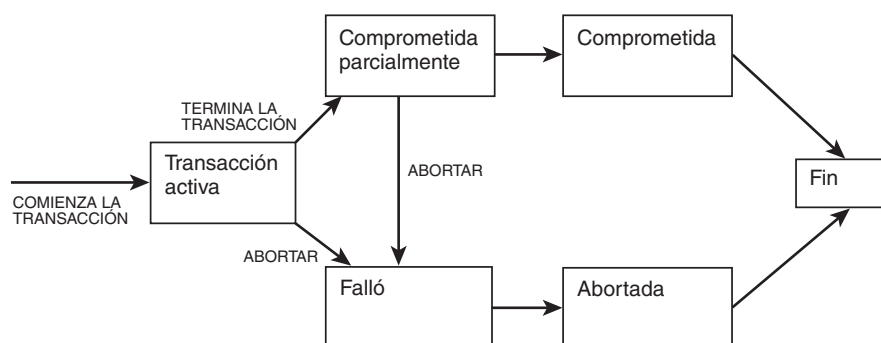 Comprometida
parcialmente
Comprometida
TERMINA LA
TRANSACCIÓN
Transacción
activa
ABORTAR
Fin
COMIENZA LA
TRANSACCIÓN
ABORTAR
Falló
Abortada